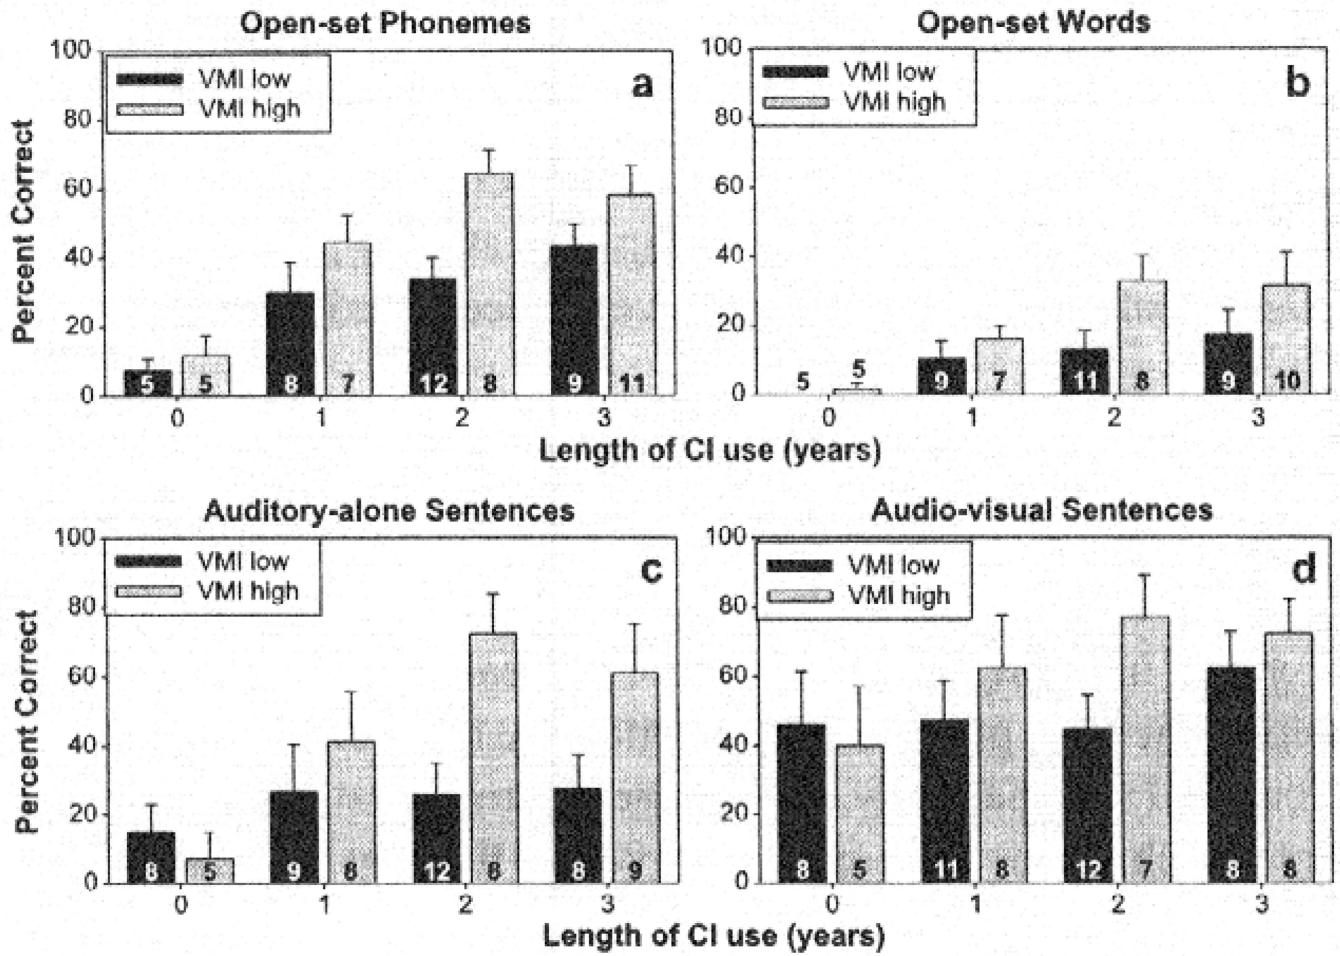 Open-set Phonemes
100
80
60
40
20
0
Percent Correct
VMI low
VMI high
a
5 5 8 7 12 8 9 11
0 1 2 3
Open-set Words
100
80
60
40
20
0
VMI low
VMI high
b
5 5 9 7 11 8 9 10
0 1 2 3
Length of CI use (years)
Auditory-alone Sentences
100
80
60
40
20
0
Percent Correct
VMI low
VMI high
c
8 5 9 8 12 8 8 9
0 1 2 3
Audio-visual Sentences
100
80
60
40
20
0
VMI low
VMI high
d
8 5 11 8 12 7 8 8
0 1 2 3
Length of CI use (years)